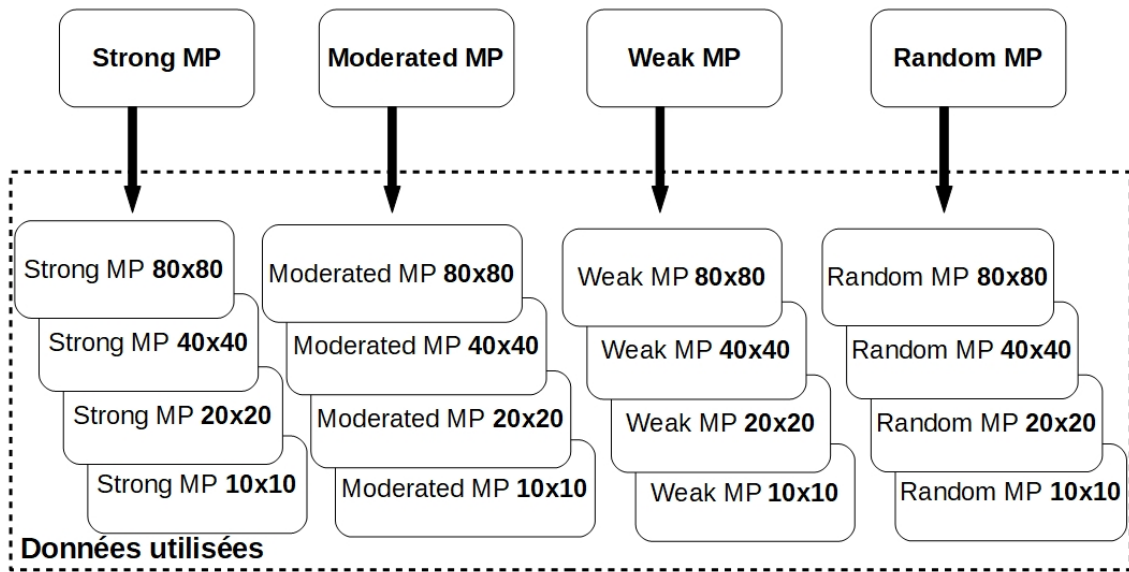 Strong MP
Moderated MP
Weak MP
Random MP
Strong MP 80x80
Strong MP 40x40
Strong MP 20x20
Strong MP 10x10
Moderated MP 80x80
Moderated MP 40x40
Moderated MP 20x20
Moderated MP 10x10
Weak MP 80x80
Weak MP 40x40
Weak MP 20x20
Weak MP 10x10
Random MP 80x80
Random MP 40x40
Random MP 20x20
Random MP 10x10
Données utilisées